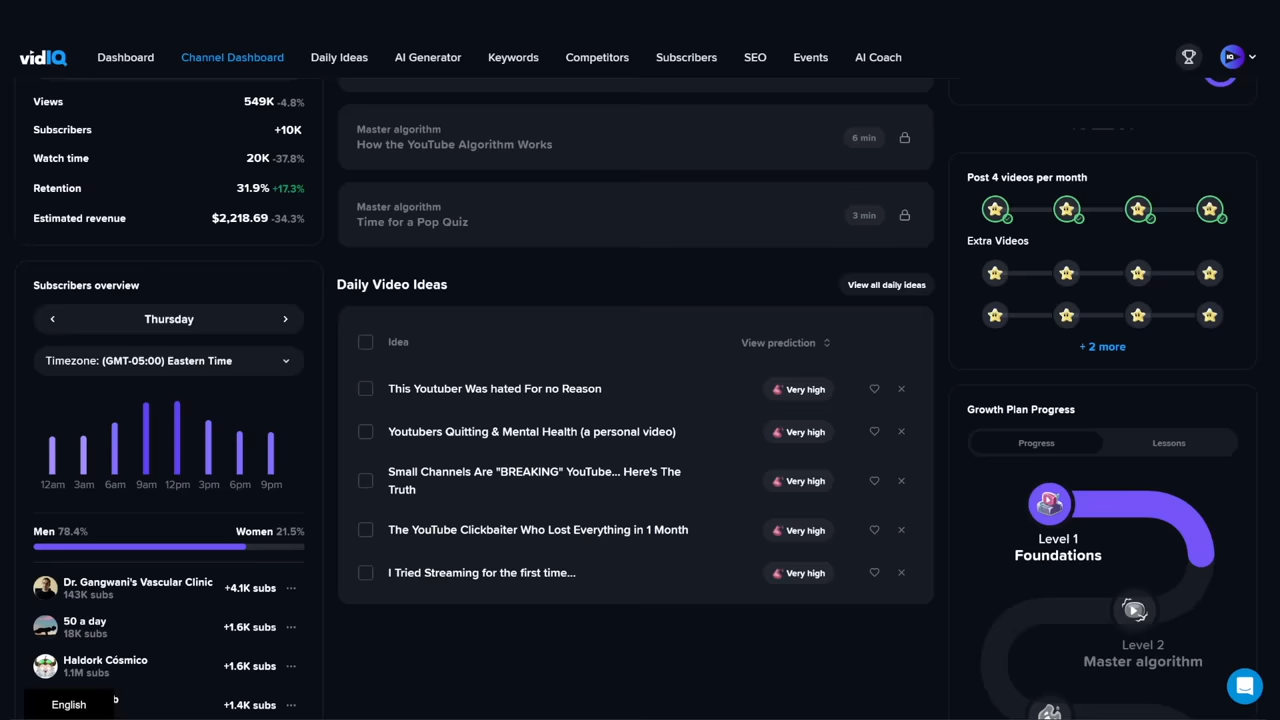 vidIQ
Dashboard
Channel Dashboard
Daily Ideas
AI Generator
Keywords
Competitors
Subscribers
SEO
Events
AI Coach
IQ
Views 549K -4.8%
Subscribers +10K
Watch time 20K -37.8%
Retention 31.9% +17.3%
Estimated revenue $2,218.69 -34.3%
Subscribers overview
Thursday
Timezone: (GMT-05:00) Eastern Time
12am 3am 6am 9am 12pm 3pm 6pm 9pm
Men 78.4% Women 21.5%
Dr. Gangwani's Vascular Clinic
143K subs
+4.1K subs
50 a day
18K subs
+1.6K subs
Haldork Cósmico
1.1M subs
+1.6K subs
b
+1.4K subs
English
Master algorithm
How the YouTube Algorithm Works
6 min
Master algorithm
Time for a Pop Quiz
3 min
Daily Video Ideas
View all daily ideas
Idea
View prediction
This Youtuber Was hated For no Reason
Very high
Youtubers Quitting & Mental Health (a personal video)
Very high
Small Channels Are "BREAKING" YouTube... Here's The
Truth
Very high
The YouTube Clickbaiter Who Lost Everything in 1 Month
Very high
I Tried Streaming for the first time...
Very high
Post 4 videos per month
Extra Videos
+ 2 more
Growth Plan Progress
Progress
Lessons
Level 1
Foundations
Level 2
Master algorithm